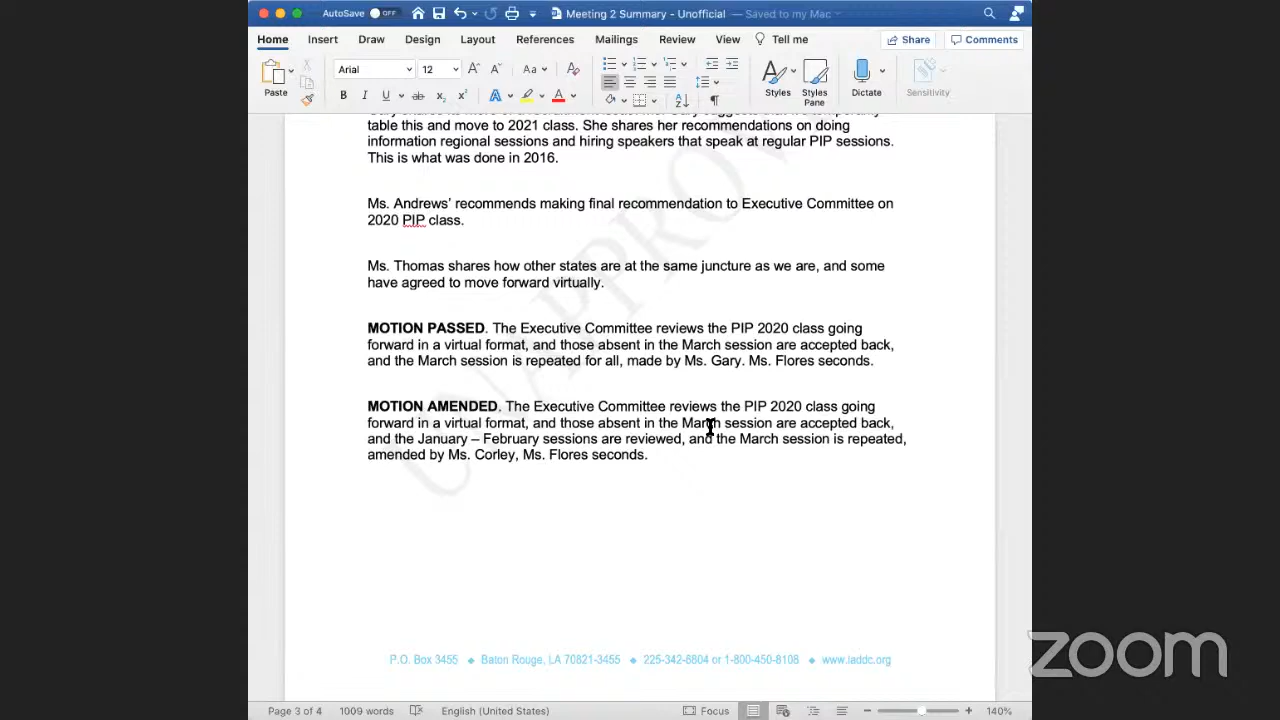 AutoSave OFF Meeting 2 Summary - Unofficial — Saved to my Mac
Home Insert Draw Design Layout References Mailings Review View Tell me Share Comments
Paste Arial 12 Aa Styles Styles Pane Dictate Sensitivity
table this and move to 2021 class. She shares her recommendations on doing
information regional sessions and hiring speakers that speak at regular PIP sessions.
This is what was done in 2016.
Ms. Andrews’ recommends making final recommendation to Executive Committee on
2020 PIP class.
Ms. Thomas shares how other states are at the same juncture as we are, and some
have agreed to move forward virtually.
MOTION PASSED. The Executive Committee reviews the PIP 2020 class going
forward in a virtual format, and those absent in the March session are accepted back,
and the March session is repeated for all, made by Ms. Gary. Ms. Flores seconds.
MOTION AMENDED. The Executive Committee reviews the PIP 2020 class going
forward in a virtual format, and those absent in the March session are accepted back,
and the January – February sessions are reviewed, and the March session is repeated,
amended by Ms. Corley, Ms. Flores seconds.
P.O. Box 3455 ◆ Baton Rouge, LA 70821-3455 ◆ 225-342-6804 or 1-800-450-8108 ◆ www.laddc.org
zoom
Page 3 of 4 1009 words English (United States) Focus 140%